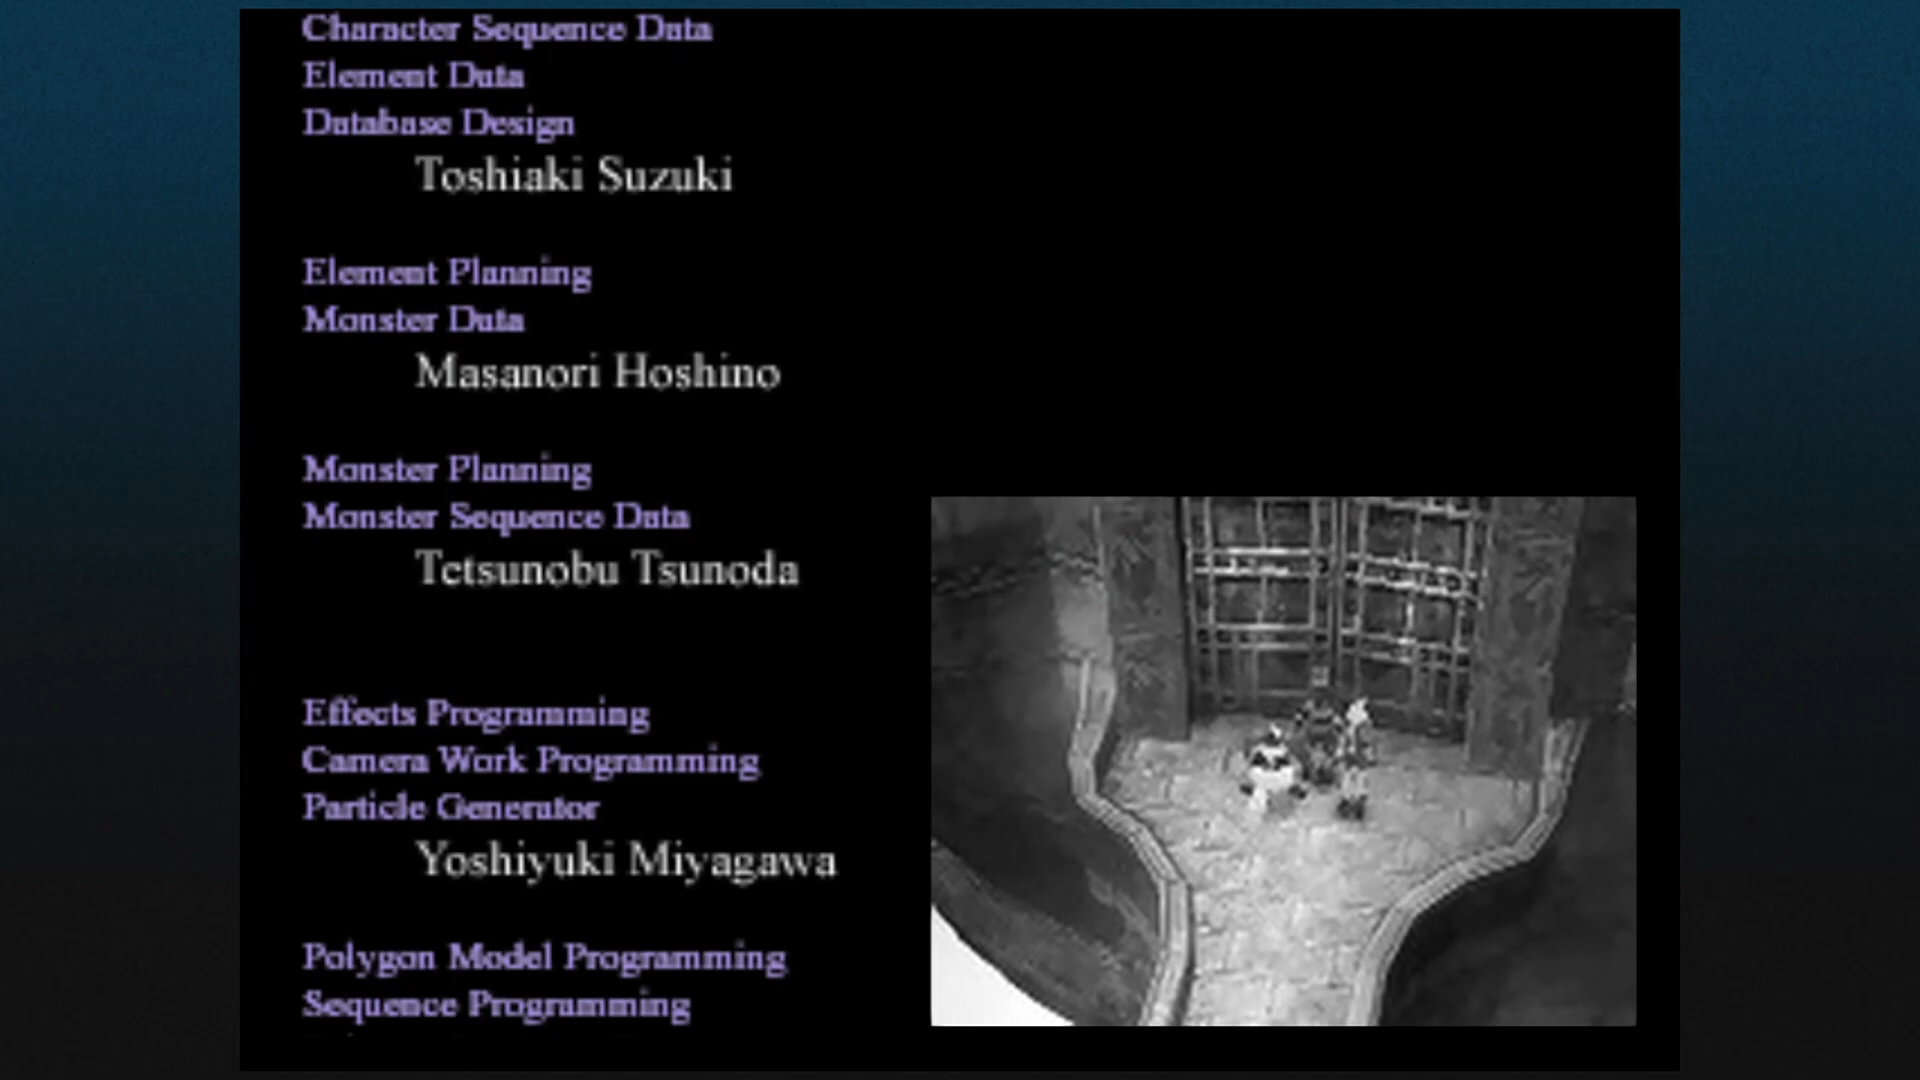 Character Sequence Data
Element Data
Database Design
Toshiaki Suzuki
Element Planning
Monster Data
Masanori Hoshino
Monster Planning
Monster Sequence Data
Tetsunobu Tsunoda
Effects Programming
Camera Work Programming
Particle Generator
Yoshiyuki Miyagawa
Polygon Model Programming
Sequence Programming